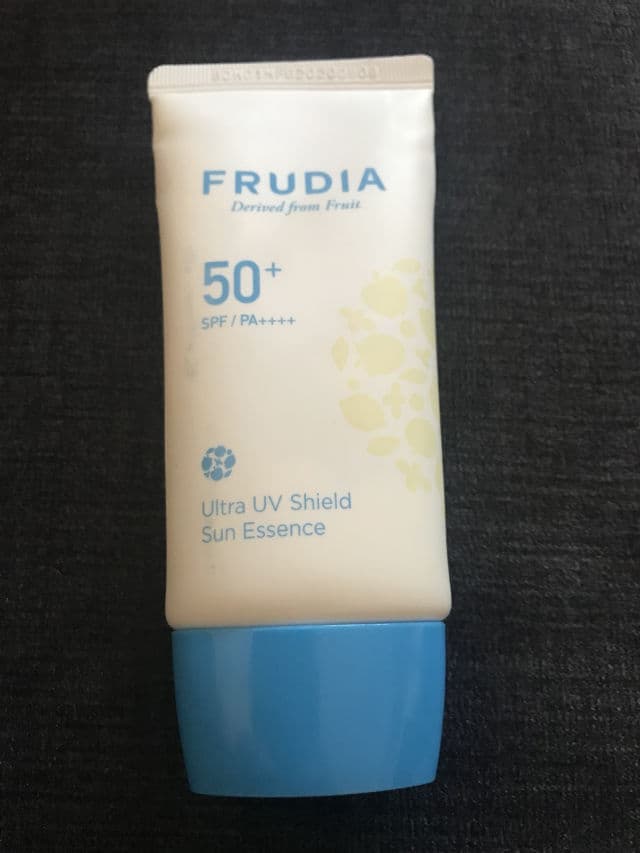 FRUDIA
Derived from Fruit
50+
SPF / PA++++
Ultra UV Shield
Sun Essence